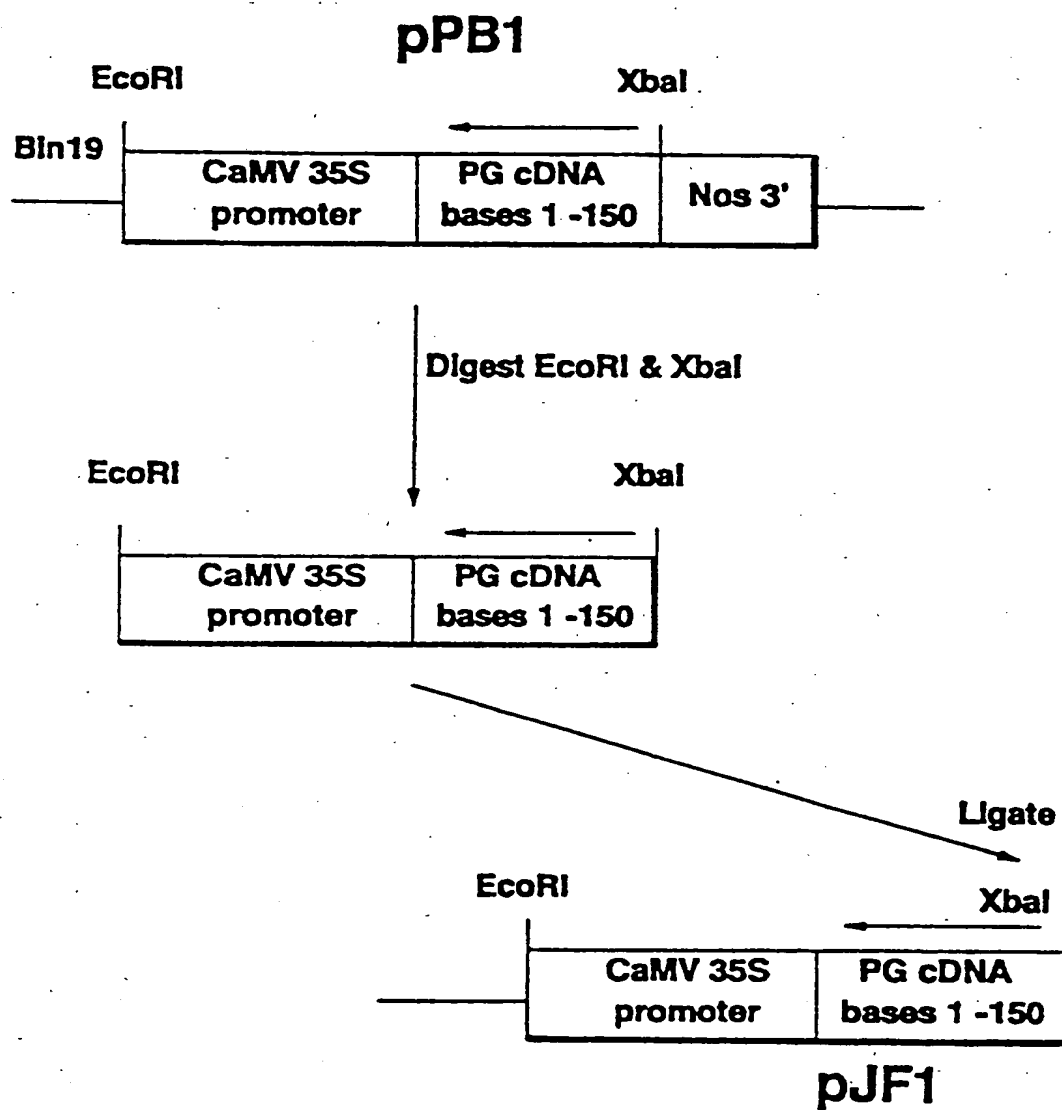 pPB1
EcoRI
XbaI
Bin19
CaMV 35S
promoter
PG cDNA
bases 1 -150
Nos 3'
Digest EcoRI & XbaI
EcoRI
XbaI
CaMV 35S
promoter
PG cDNA
bases 1 -150
Ligate
EcoRI
XbaI
CaMV 35S
promoter
PG cDNA
bases 1 -150
pJF1